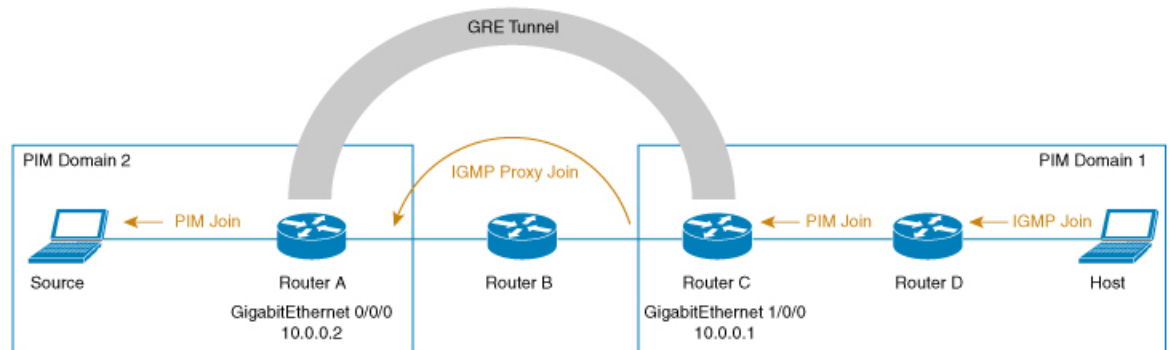 GRE Tunnel
PIM Domain 2
PIM Domain 1
IGMP Proxy Join
PIM Join
PIM Join
IGMP Join
Source
Router A
Router B
Router C
Router D
Host
GigabitEthernet 0/0/0
10.0.0.2
GigabitEthernet 1/0/0
10.0.0.1